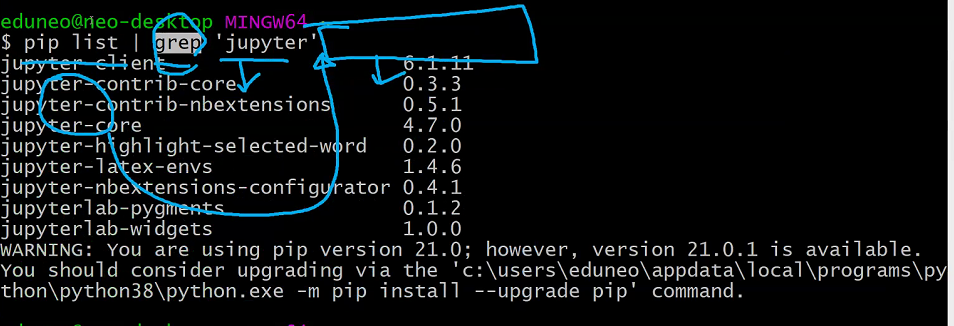 eduneo@neo-desktop MINGW64
$ pip list | grep 'jupyter'
jupyter-client 6.1.11
jupyter-contrib-core 0.3.3
jupyter-contrib-nbextensions 0.5.1
jupyter-core 4.7.0
jupyter-highlight-selected-word 0.2.0
jupyter-latex-envs 1.4.6
jupyter-nbextensions-configurator 0.4.1
jupyterlab-pygments 0.1.2
jupyterlab-widgets 1.0.0
WARNING: You are using pip version 21.0; however, version 21.0.1 is available.
You should consider upgrading via the 'c:\users\eduneo\appdata\local\programs\py
thon\python38\python.exe -m pip install --upgrade pip' command.